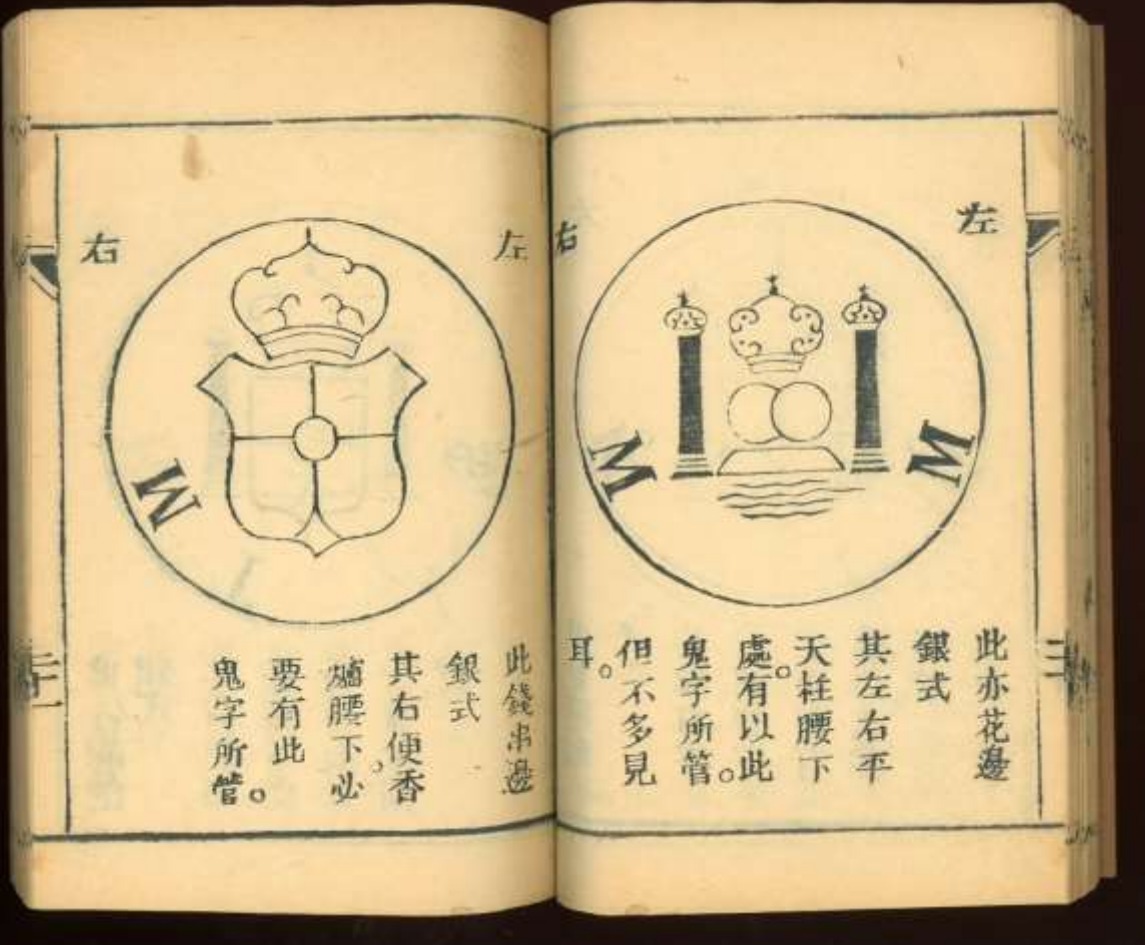 左
右
M
M
此亦花邊
銀式
其左右平
天柱腰下
處。有以此
鬼字所管。
但不多見
耳。
左
右
M
此錢串邊
銀式
其右便香
爐腰下、必
要有此
鬼字所管。